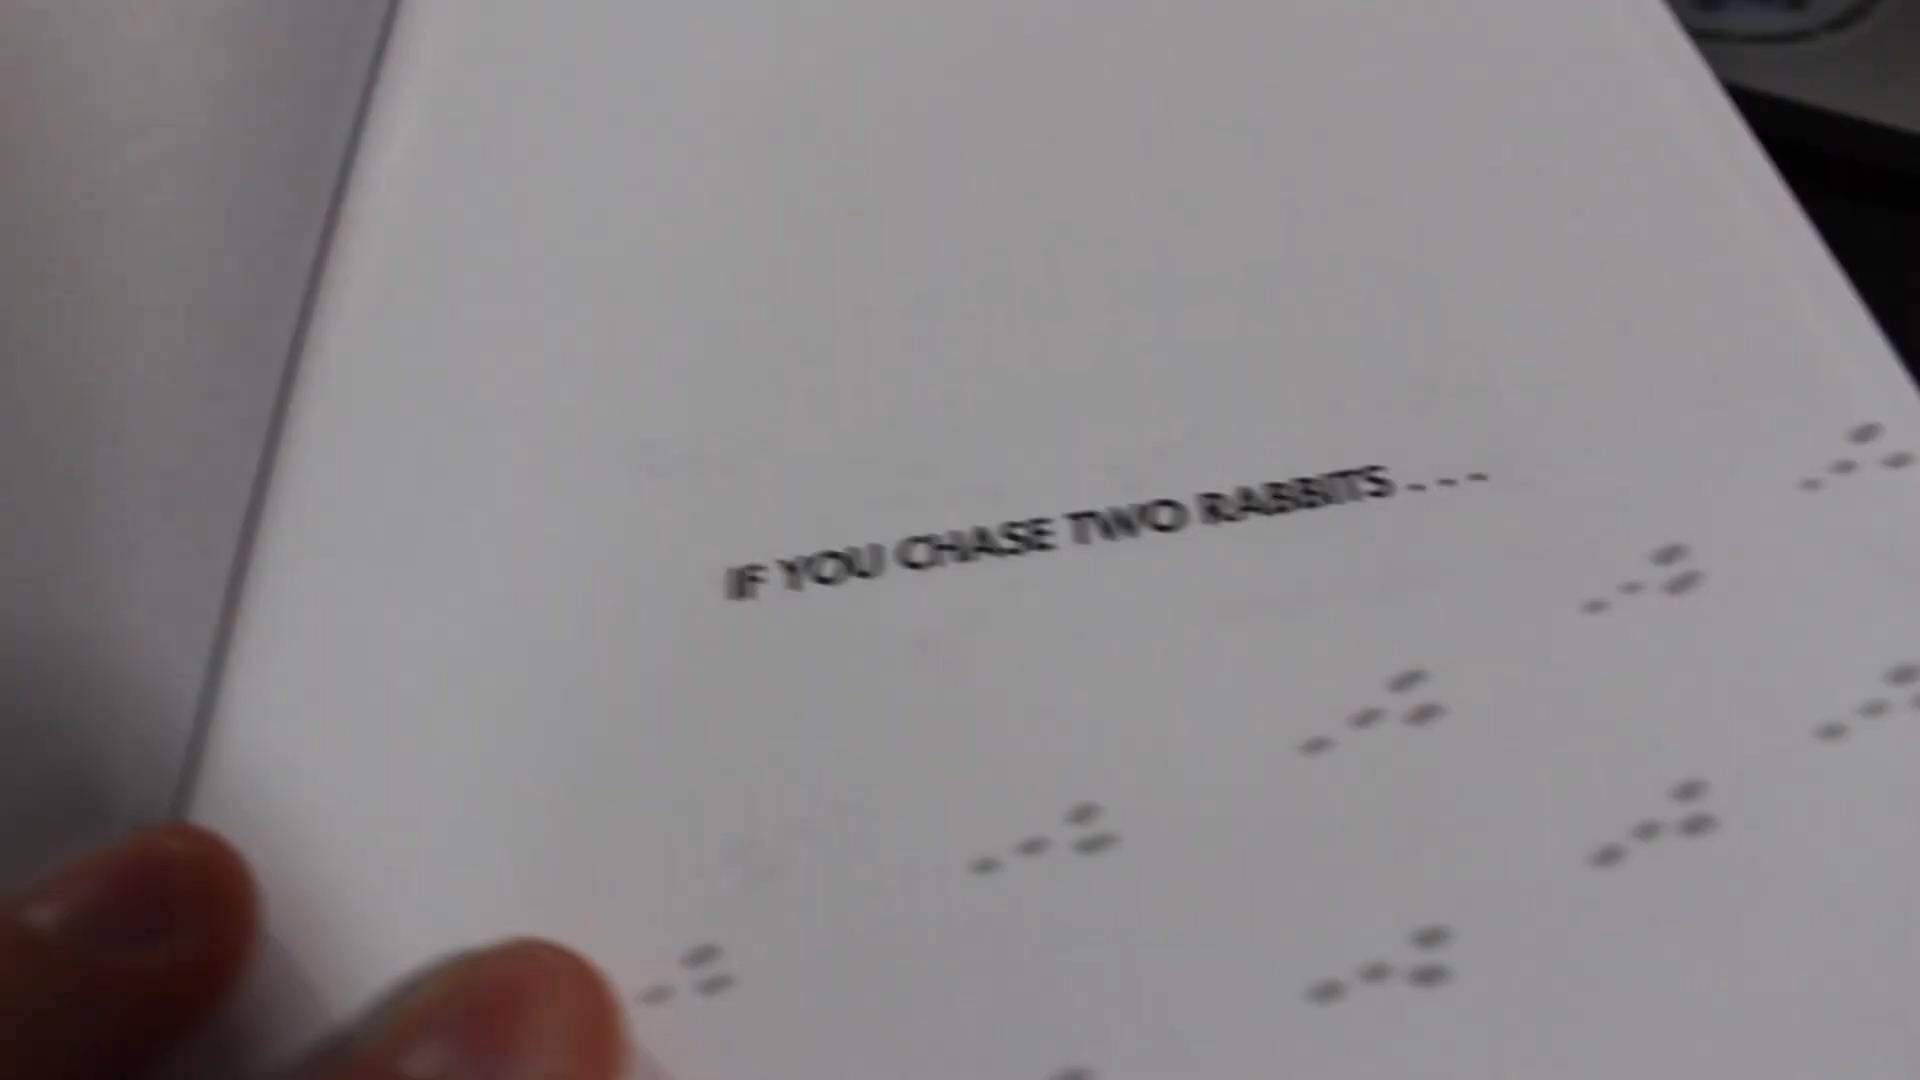 IF YOU CHASE TWO RABBITS . . .